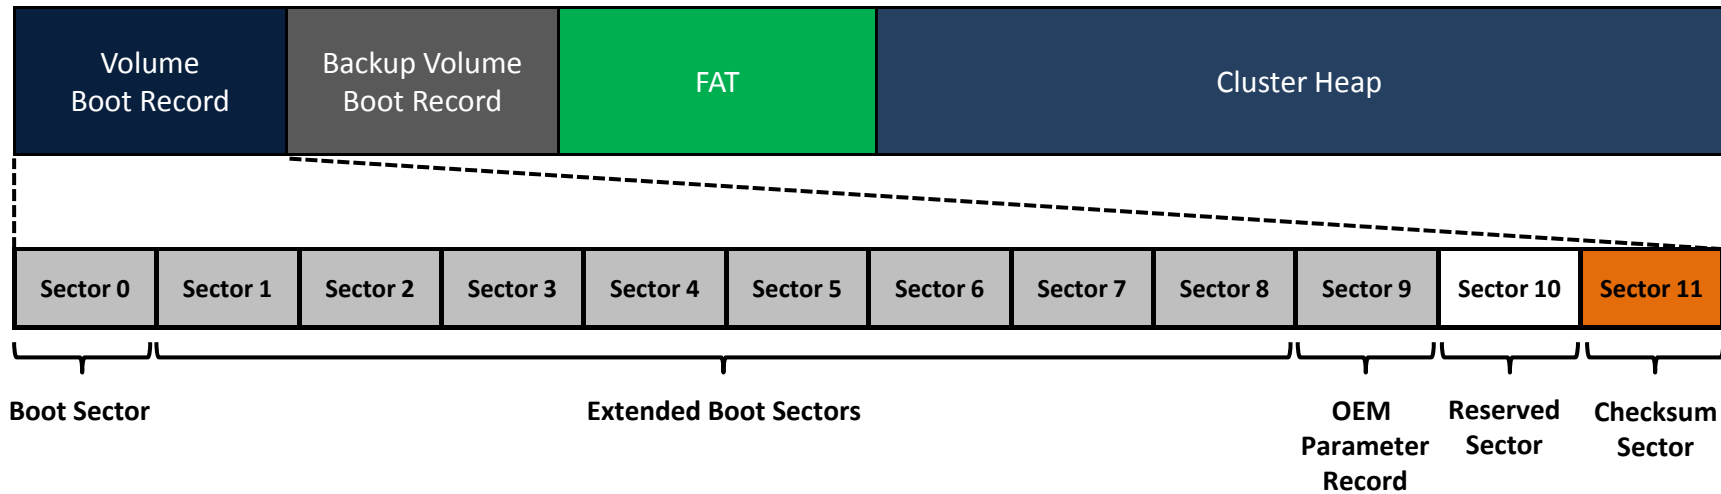 Volume
Boot Record
Backup Volume
Boot Record
FAT
Cluster Heap
Sector 0
Sector 1
Sector 2
Sector 3
Sector 4
Sector 5
Sector 6
Sector 7
Sector 8
Sector 9
Sector 10
Sector 11
Boot Sector
Extended Boot Sectors
OEM
Parameter
Record
Reserved
Sector
Checksum
Sector